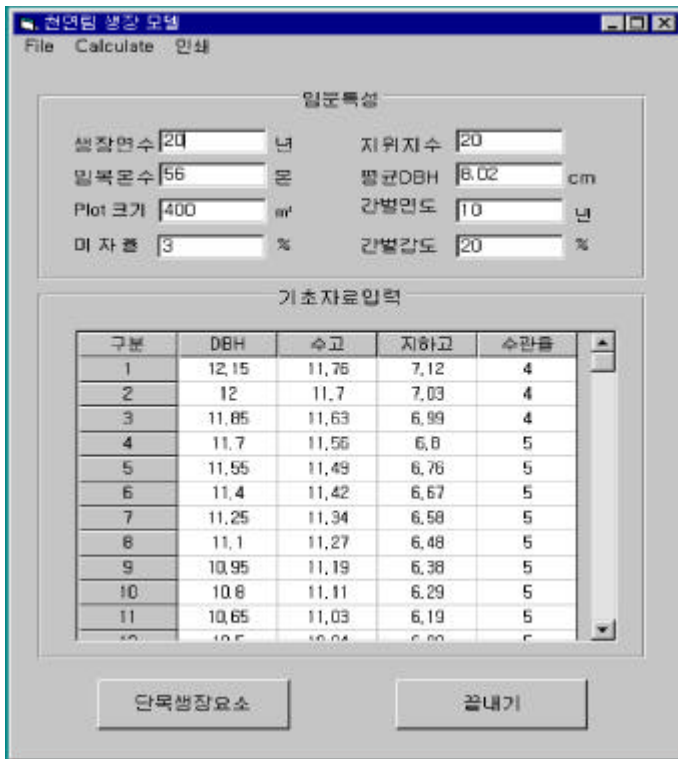 천연림 생장 모델
File Calculate 인쇄
임분특성
생장연수 20 년 지위지수 20
임목본수 56 본 평균DBH 8.02 cm
Plot 크기 400 m² 간벌연도 10 년
이 자 율 3 % 간벌강도 20 %
기초자료입력
구분 DBH 수고 지하고 수관율
1 12,15 11,76 7,12 4
2 12 11,7 7,03 4
3 11,85 11,63 6,99 4
4 11,7 11,56 6,8 5
5 11,55 11,49 6,76 5
6 11,4 11,42 6,67 5
7 11,25 11,34 6,58 5
8 11,1 11,27 6,48 5
9 10,95 11,19 6,38 5
10 10,8 11,11 6,29 5
11 10,65 11,03 6,19 5
단목생장요소 끝내기